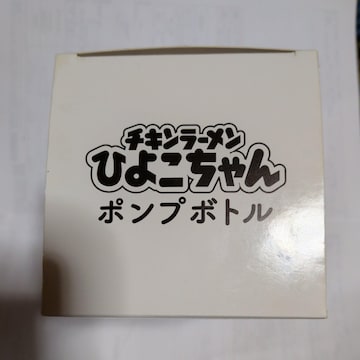 チキンラーメン
ひよこちゃん
ポンプボトル